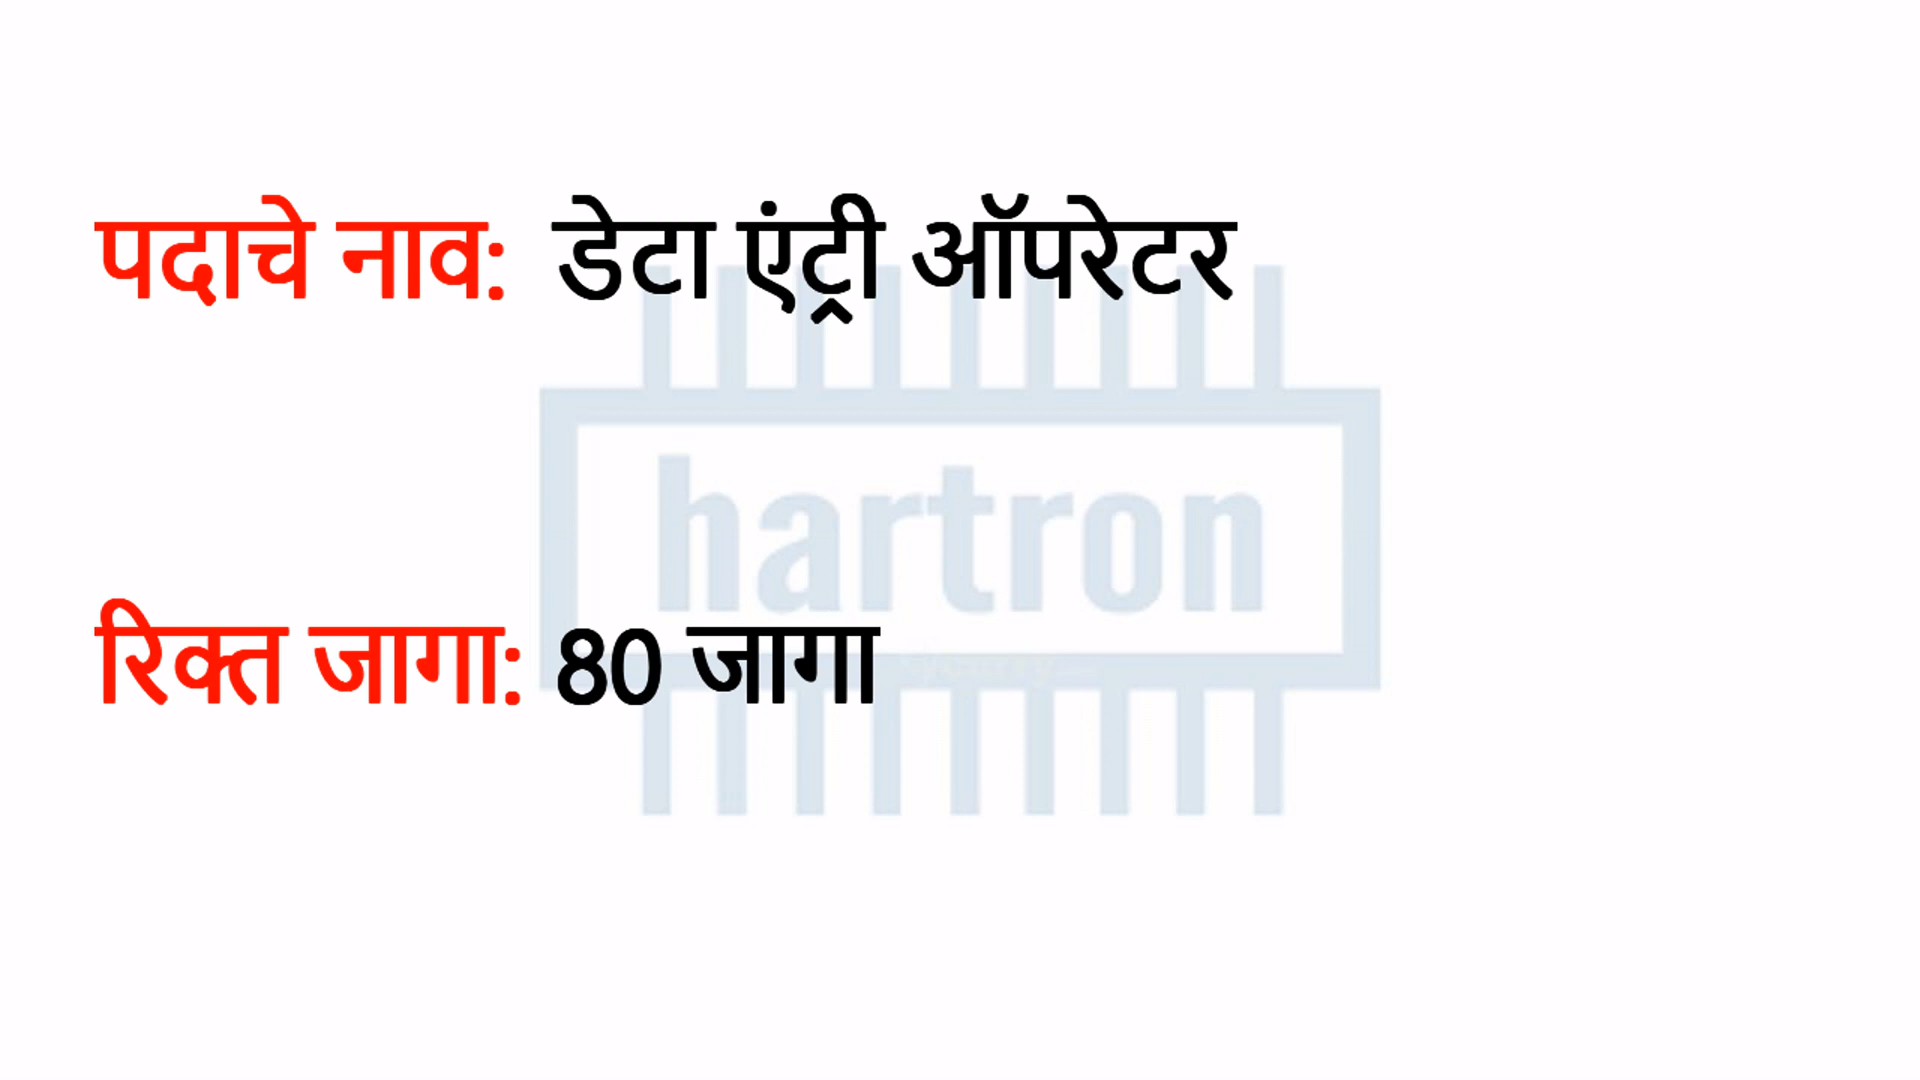 पदाचे नाव: डेटा एंट्री ऑपरेटर
hartron
रिक्त जागा: 80 जागा